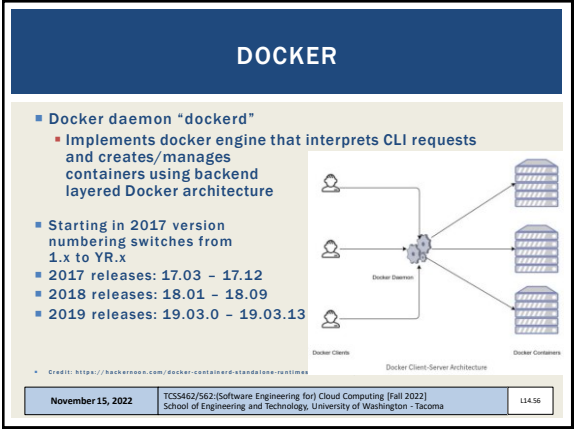 DOCKER
Docker daemon "dockerd"
Implements docker engine that interprets CLI requests
and creates/manages
containers using backend
layered Docker architecture
Starting in 2017 version
numbering switches from
1.x to YR.x
2017 releases: 17.03 – 17.12
2018 releases: 18.01 – 18.09
2019 releases: 19.03.0 – 19.03.13
Docker Daemon
Docker Clients
Docker Containers
Docker Client-Server Architecture
Credit: https://hackernoon.com/docker-containerd-standalone-runtimes
November 15, 2022
TCSS462/562:(Software Engineering for) Cloud Computing [Fall 2022]
School of Engineering and Technology, University of Washington - Tacoma
L14.56